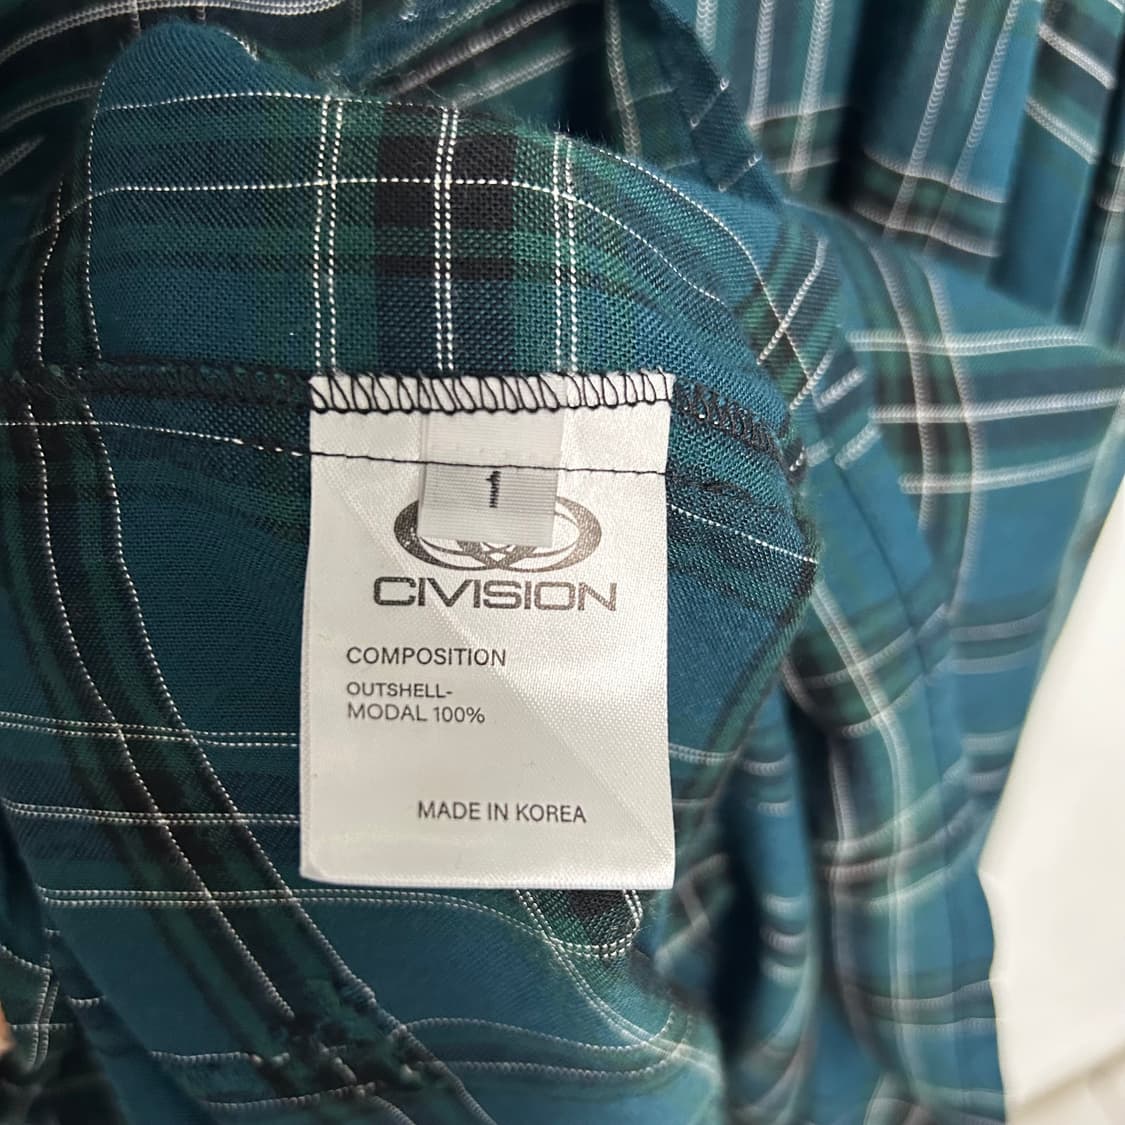 1
CIVISION
COMPOSITION
OUTSHELL-
MODAL 100%
MADE IN KOREA